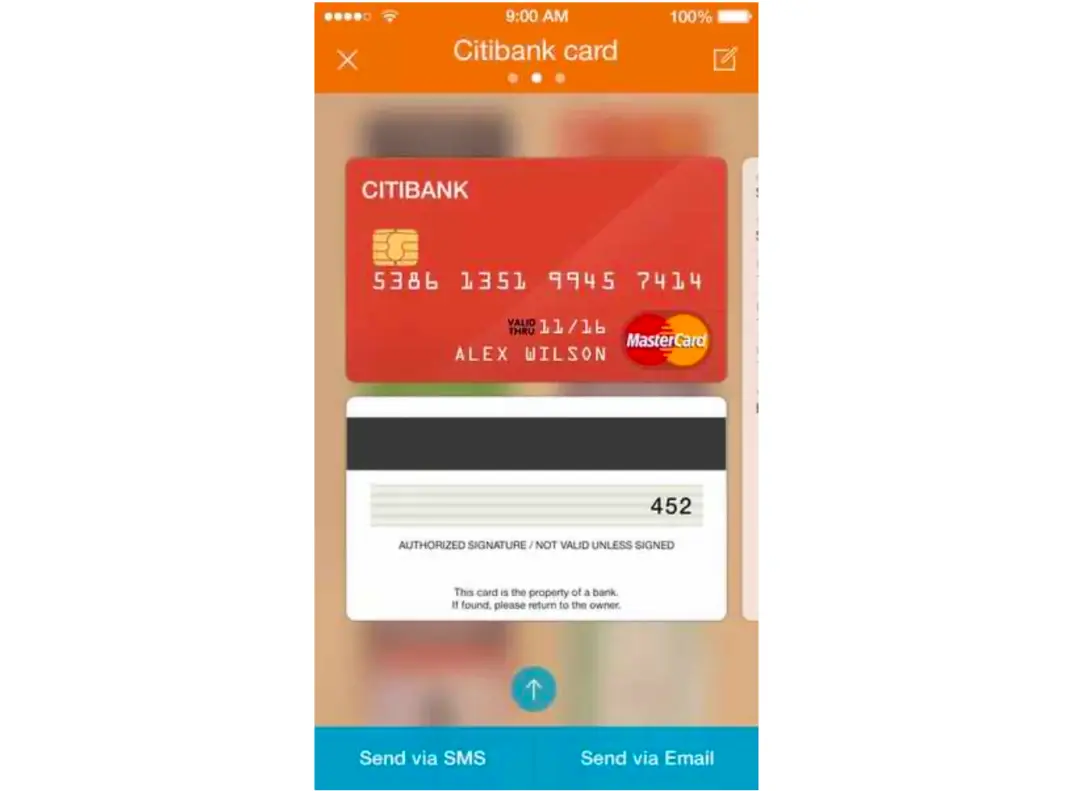 9:00 AM 100%
Citibank card
CITIBANK
5386 1351 9945 7414
VALID THRU 11/16
ALEX WILSON
MasterCard
452
AUTHORIZED SIGNATURE / NOT VALID UNLESS SIGNED
This card is the property of a bank.
If found, please return to the owner.
Send via SMS Send via Email